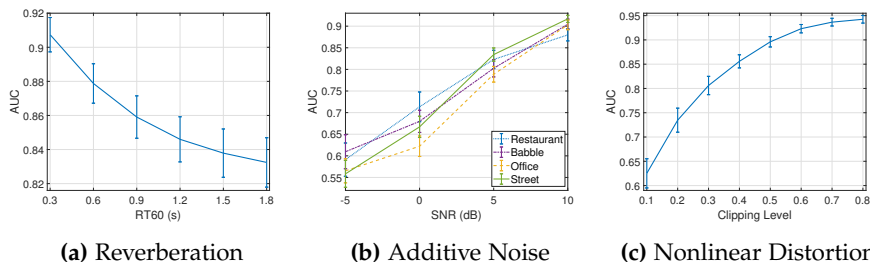 AUC
0.92
0.9
0.88
0.86
0.84
0.82
0.3 0.6 0.9 1.2 1.5 1.8
RT60 (s)
(a) Reverberation
AUC
0.9
0.85
0.8
0.75
0.7
0.65
0.6
0.55
-5 0 5 10
SNR (dB)
Restaurant
Babble
Office
Street
(b) Additive Noise
AUC
0.95
0.9
0.85
0.8
0.75
0.7
0.65
0.6
0.1 0.2 0.3 0.4 0.5 0.6 0.7 0.8
Clipping Level
(c) Nonlinear Distortion